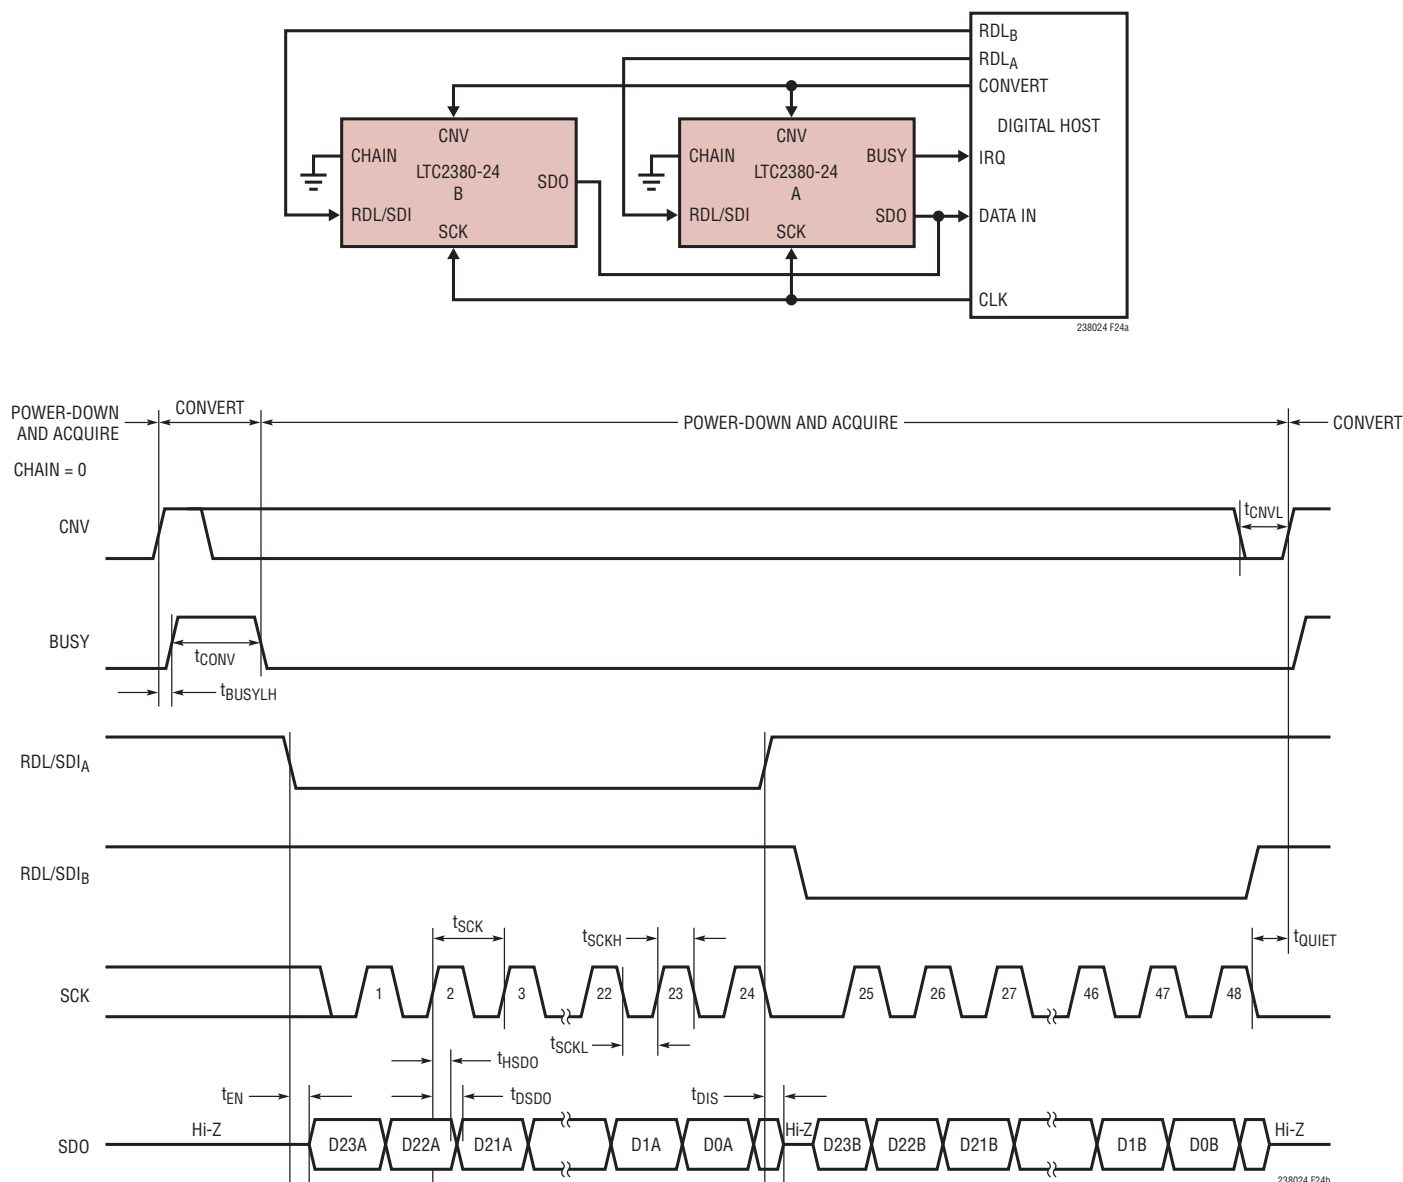 RDLB
RDLA
CONVERT
DIGITAL HOST
CNV
CNV
CHAIN
CHAIN
BUSY
IRQ
LTC2380-24
B
LTC2380-24
A
SDO
RDL/SDI
RDL/SDI
SDO
DATA IN
SCK
SCK
CLK
238024 F24a
POWER-DOWN
AND ACQUIRE
CONVERT
POWER-DOWN AND ACQUIRE
CONVERT
CHAIN = 0
CNV
tCNVL
BUSY
tCONV
tBUSYLH
RDL/SDIA
RDL/SDIB
tSCK
tSCKH
tQUIET
SCK
1 2 3 22 23 24 25 26 27 46 47 48
tSCKL
tHSDO
tEN
tDSDO
tDIS
SDO
Hi-Z D23A D22A D21A D1A D0A Hi-Z D23B D22B D21B D1B D0B Hi-Z
238024 F24b